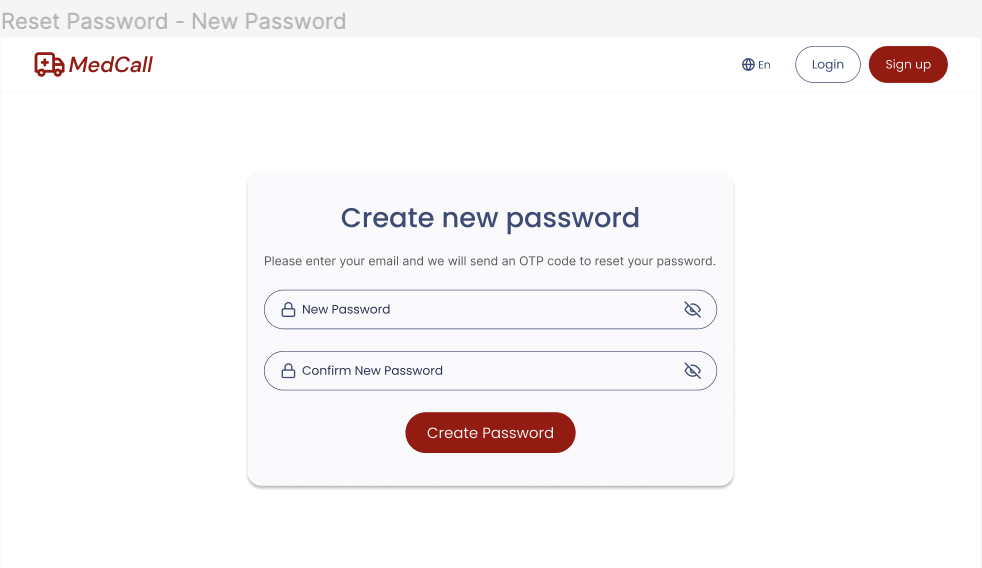 Reset Password - New Password
MedCall
En
Login
Sign up
Create new password
Please enter your email and we will send an OTP code to reset your password.
New Password
Confirm New Password
Create Password